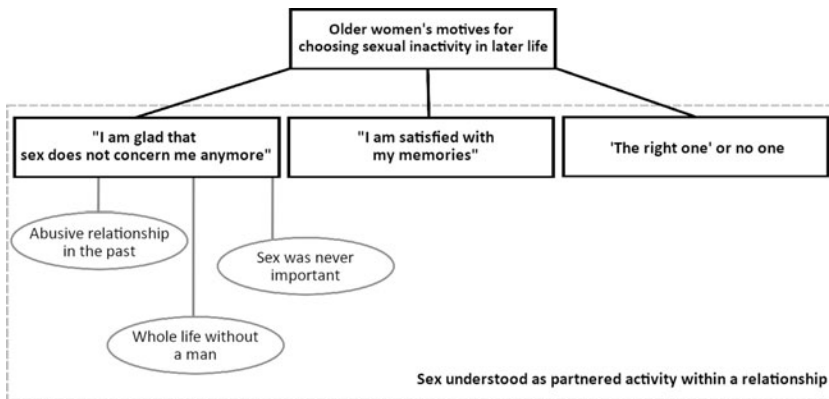 Older women's motives for
choosing sexual inactivity in later life
"I am glad that
sex does not concern me anymore"
"I am satisfied with
my memories"
'The right one' or no one
Abusive relationship
in the past
Sex was never
important
Whole life without
a man
Sex understood as partnered activity within a relationship